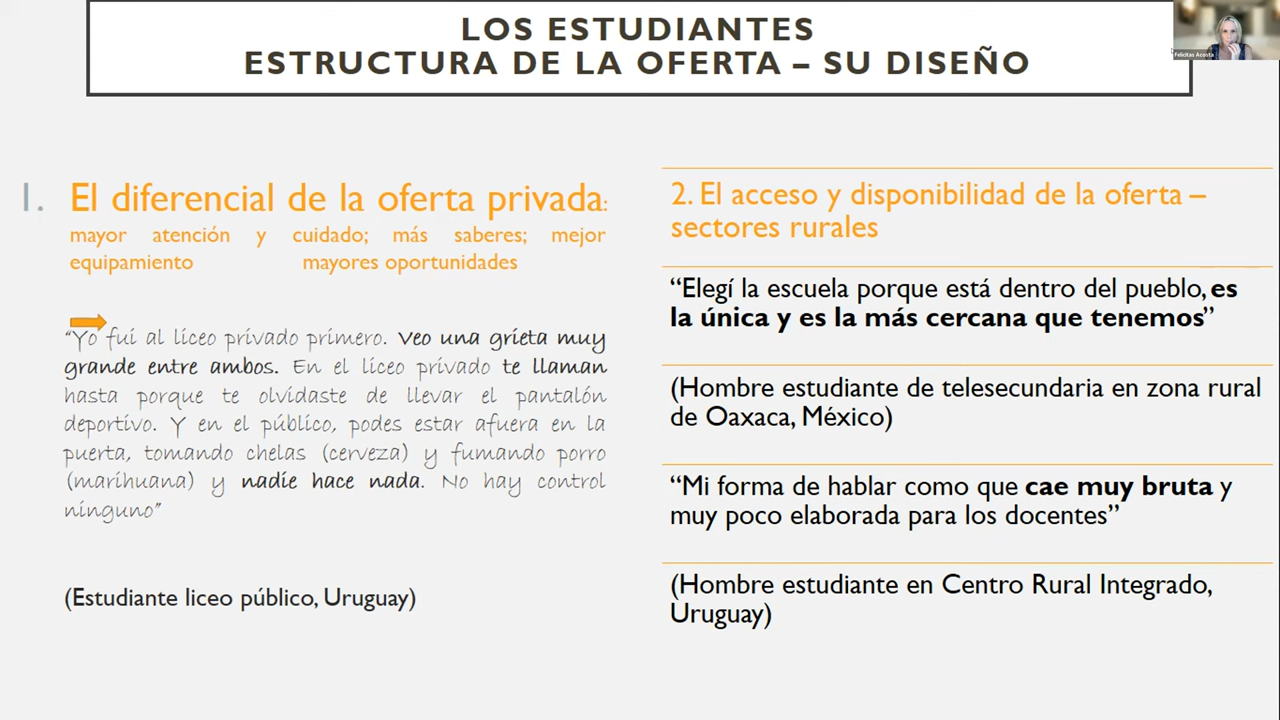 LOS ESTUDIANTES
ESTRUCTURA DE LA OFERTA – SU DISEÑO
Felicitas Acosta
1. El diferencial de la oferta privada:
mayor atención y cuidado; más saberes; mejor
equipamiento mayores oportunidades
“Yo fui al liceo privado primero. Veo una grieta muy
grande entre ambos. En el liceo privado te llaman
hasta porque te olvidaste de llevar el pantalón
deportivo. Y en el público, podes estar afuera en la
puerta, tomando chelas (cerveza) y fumando porro
(marihuana) y nadie hace nada. No hay control
ninguno”
(Estudiante liceo público, Uruguay)
2. El acceso y disponibilidad de la oferta –
sectores rurales
“Elegí la escuela porque está dentro del pueblo, es
la única y es la más cercana que tenemos”
(Hombre estudiante de telesecundaria en zona rural
de Oaxaca, México)
“Mi forma de hablar como que cae muy bruta y
muy poco elaborada para los docentes”
(Hombre estudiante en Centro Rural Integrado,
Uruguay)